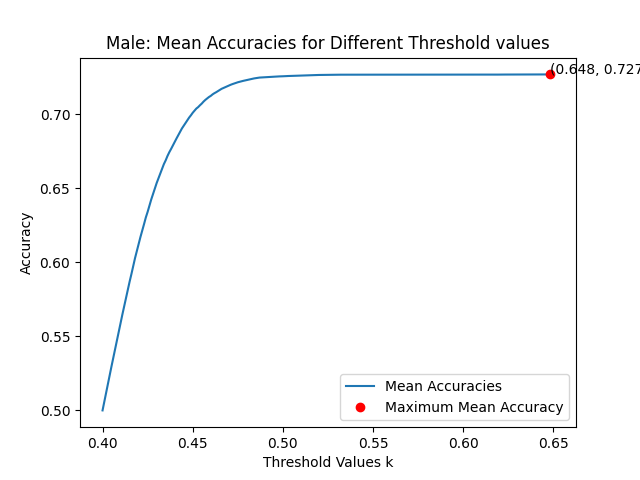 Male: Mean Accuracies for Different Threshold values
(0.648, 0.727
0.70
0.65
0.60
0.55
0.50
Accuracy
Mean Accuracies
Maximum Mean Accuracy
0.40 0.45 0.50 0.55 0.60 0.65
Threshold Values k